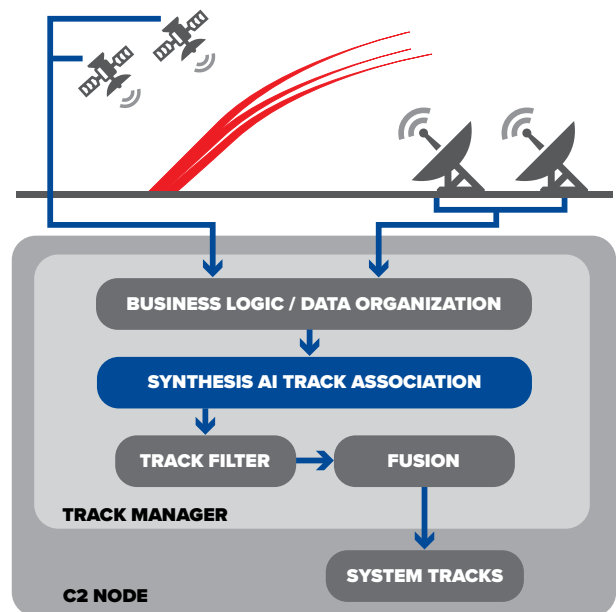 BUSINESS LOGIC / DATA ORGANIZATION
SYNTHESIS AI TRACK ASSOCIATION
TRACK FILTER
FUSION
TRACK MANAGER
SYSTEM TRACKS
C2 NODE